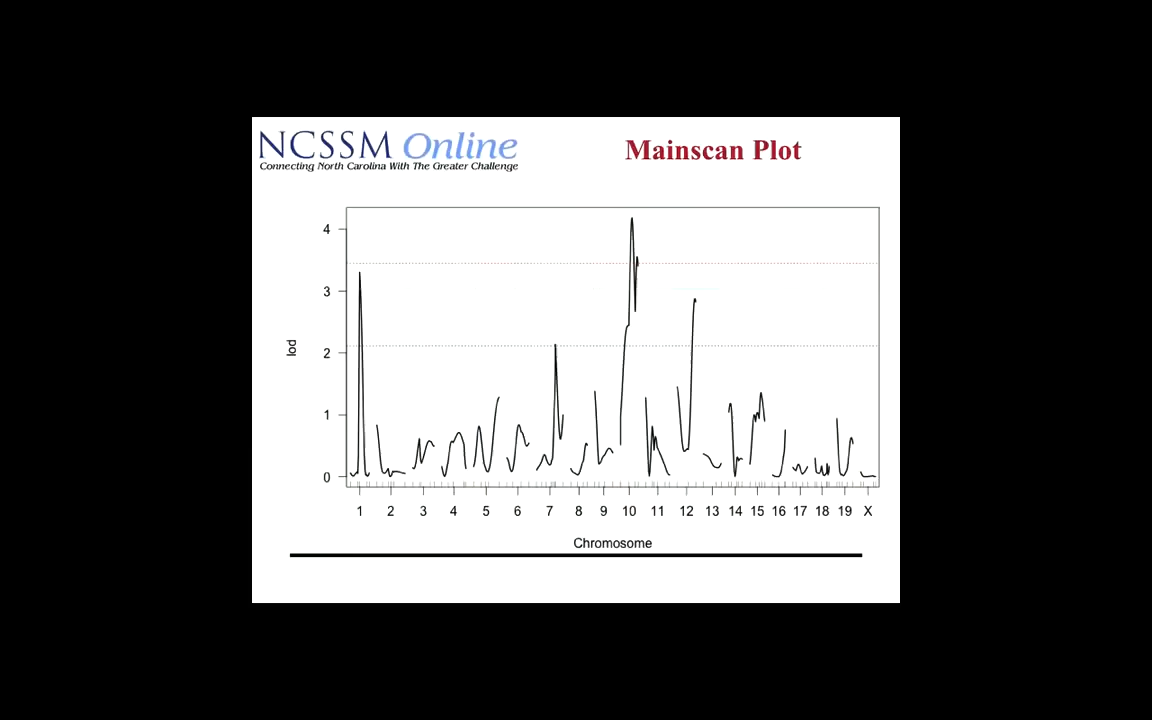 NCSSM Online
Connecting North Carolina With The Greater Challenge
Mainscan Plot
4
3
2
1
0
lod
1 2 3 4 5 6 7 8 9 10 11 12 13 14 15 16 17 18 19 X
Chromosome